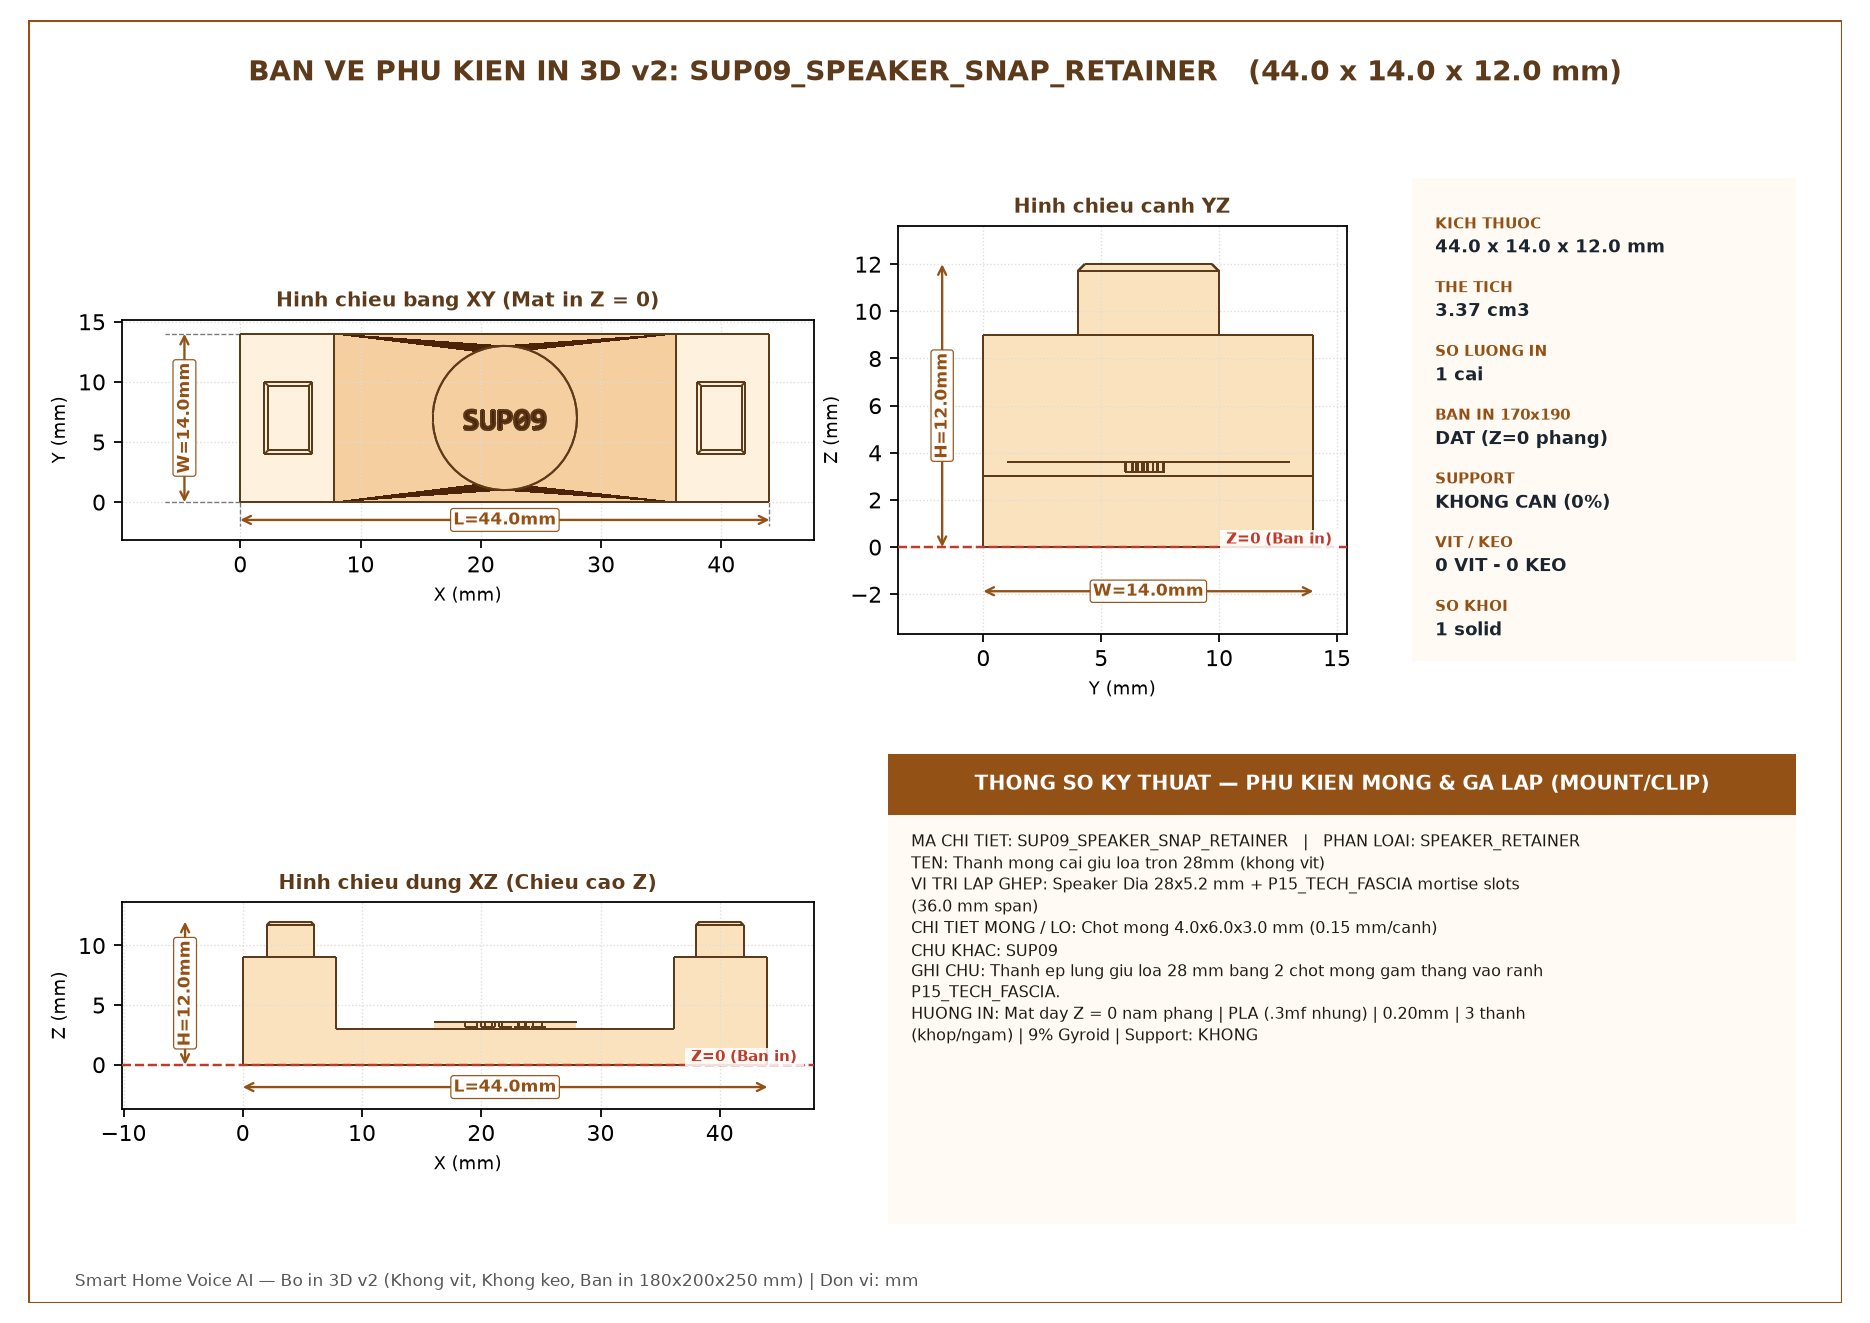 BAN VE PHU KIEN IN 3D v2: SUP09_SPEAKER_SNAP_RETAINER (44.0 x 14.0 x 12.0 mm)
Hinh chieu bang XY (Mat in Z = 0)
15
10
5
0
Y (mm)
W=14.0mm
SUP09
L=44.0mm
0 10 20 30 40
X (mm)
Hinh chieu canh YZ
12
10
8
6
4
2
0
−2
Z (mm)
H=12.0mm
Z=0 (Ban in)
W=14.0mm
0 5 10 15
Y (mm)
KICH THUOC
44.0 x 14.0 x 12.0 mm
THE TICH
3.37 cm3
SO LUONG IN
1 cai
BAN IN 170x190
DAT (Z=0 phang)
SUPPORT
KHONG CAN (0%)
VIT / KEO
0 VIT - 0 KEO
SO KHOI
1 solid
Hinh chieu dung XZ (Chieu cao Z)
10
5
0
Z (mm)
H=12.0mm
Z=0 (Ban in)
L=44.0mm
−10 0 10 20 30 40
X (mm)
THONG SO KY THUAT — PHU KIEN MONG & GA LAP (MOUNT/CLIP)
MA CHI TIET: SUP09_SPEAKER_SNAP_RETAINER | PHAN LOAI: SPEAKER_RETAINER
TEN: Thanh mong cai giu loa tron 28mm (khong vit)
VI TRI LAP GHEP: Speaker Dia 28x5.2 mm + P15_TECH_FASCIA mortise slots
(36.0 mm span)
CHI TIET MONG / LO: Chot mong 4.0x6.0x3.0 mm (0.15 mm/canh)
CHU KHAC: SUP09
GHI CHU: Thanh ep lung giu loa 28 mm bang 2 chot mong gam thang vao ranh
P15_TECH_FASCIA.
HUONG IN: Mat day Z = 0 nam phang | PLA (.3mf nhung) | 0.20mm | 3 thanh
(khop/ngam) | 9% Gyroid | Support: KHONG
Smart Home Voice AI — Bo in 3D v2 (Khong vit, Khong keo, Ban in 180x200x250 mm) | Don vi: mm